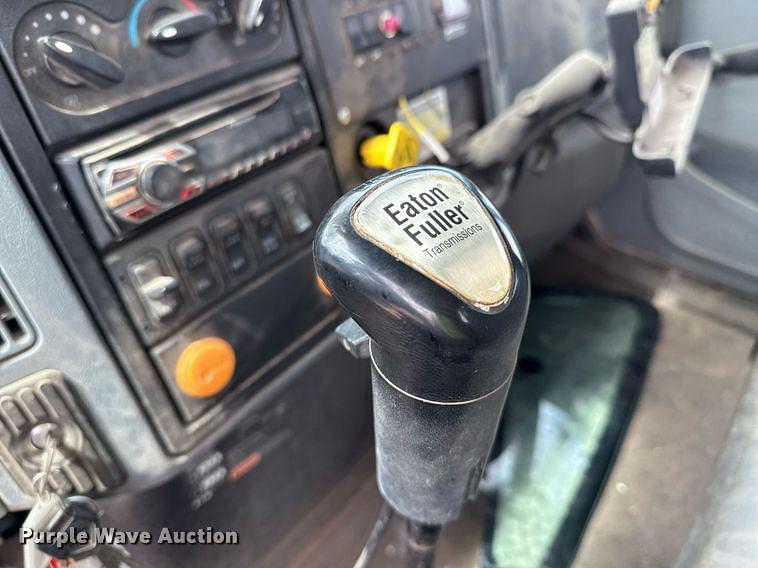 Eaton®
Fuller®
Transmissions
Purple Wave Auction